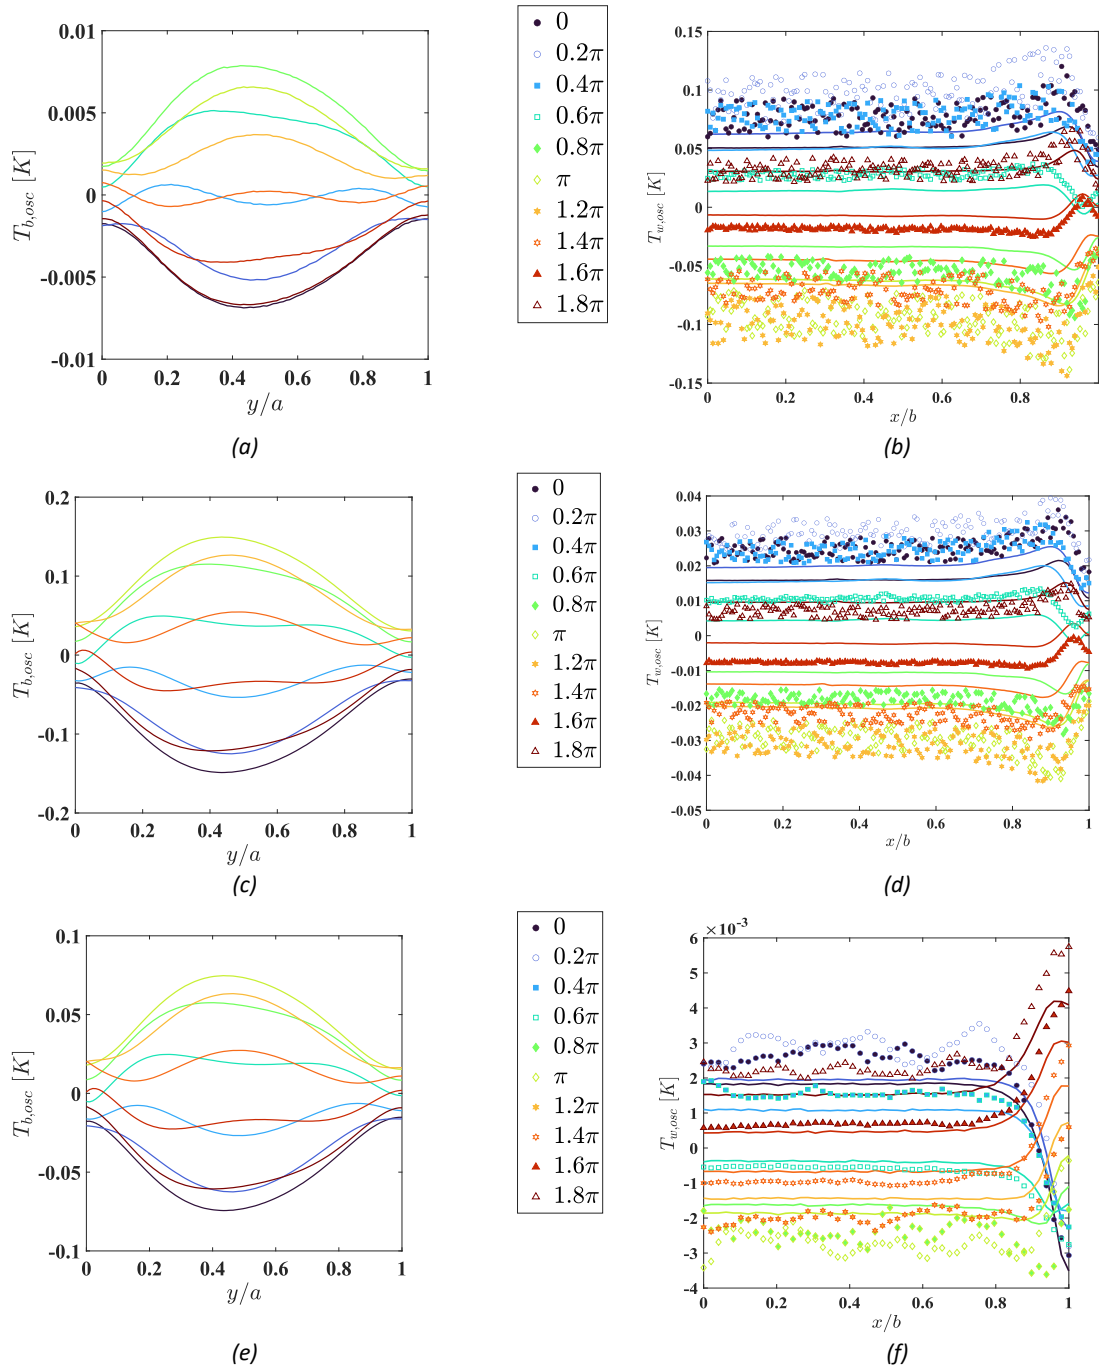 0.01
0.005
0
-0.005
-0.01
T_{b,osc} [K]
0 0.2 0.4 0.6 0.8 1
y/a
(a)
0
0.2π
0.4π
0.6π
0.8π
π
1.2π
1.4π
1.6π
1.8π
0.15
0.1
0.05
0
-0.05
-0.1
-0.15
T_{w,osc} [K]
0 0.2 0.4 0.6 0.8 1
x/b
(b)
0.2
0.1
0
-0.1
-0.2
T_{b,osc} [K]
0 0.2 0.4 0.6 0.8 1
y/a
(c)
0
0.2π
0.4π
0.6π
0.8π
π
1.2π
1.4π
1.6π
1.8π
0.04
0.03
0.02
0.01
0
-0.01
-0.02
-0.03
-0.04
-0.05
T_{w,osc} [K]
0 0.2 0.4 0.6 0.8 1
x/b
(d)
0.1
0.05
0
-0.05
-0.1
T_{b,osc} [K]
0 0.2 0.4 0.6 0.8 1
y/a
(e)
0
0.2π
0.4π
0.6π
0.8π
π
1.2π
1.4π
1.6π
1.8π
×10^{-3}
6
5
4
3
2
1
0
-1
-2
-3
-4
T_{w,osc} [K]
0 0.2 0.4 0.6 0.8 1
x/b
(f)